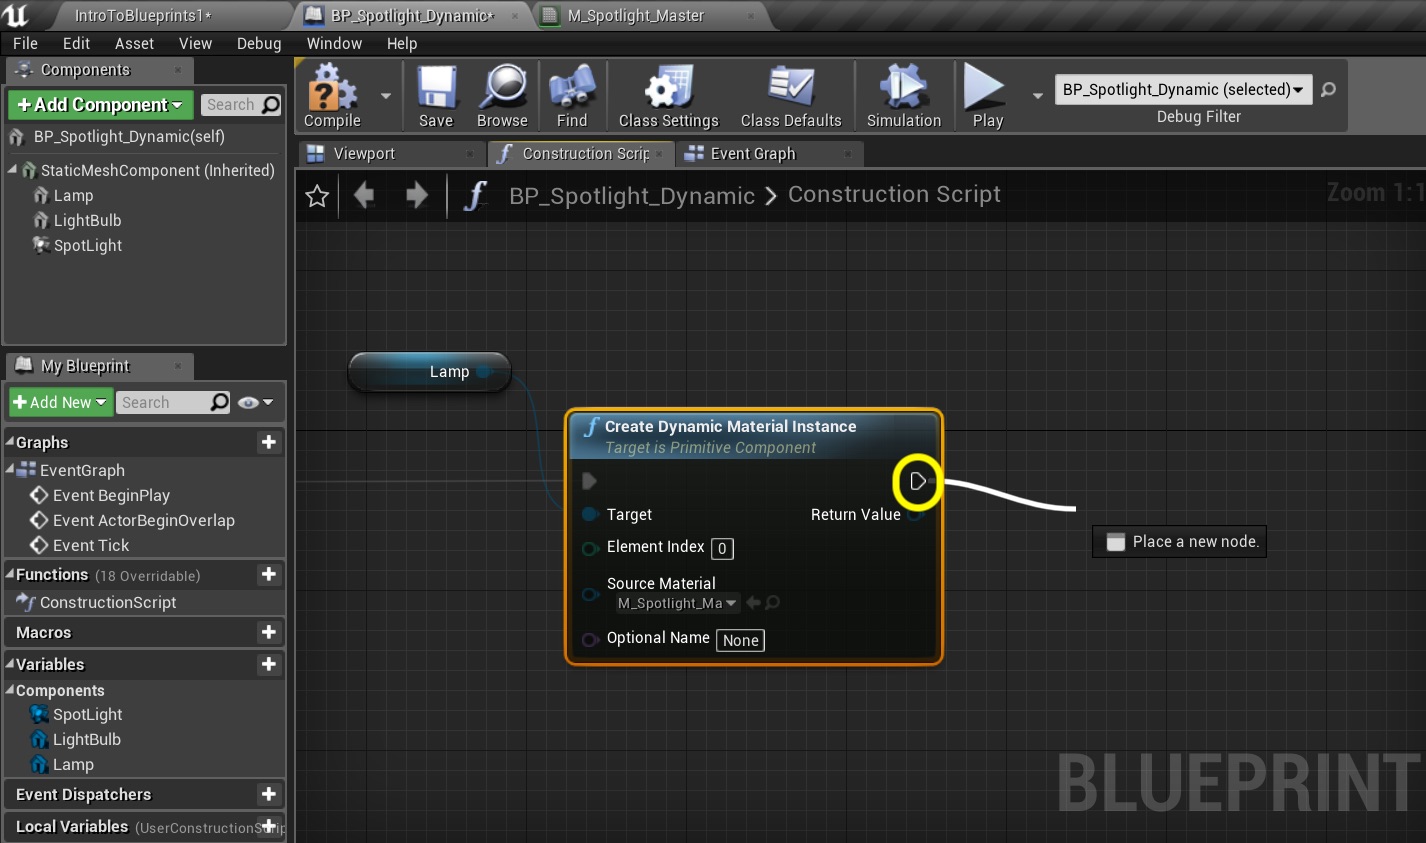 IntroToBlueprints1*
BP_Spotlight_Dynamic*
M_Spotlight_Master
File Edit Asset View Debug Window Help
Components
+Add Component
Search
BP_Spotlight_Dynamic(self)
StaticMeshComponent (Inherited)
Lamp
LightBulb
SpotLight
My Blueprint
+Add New
Search
Graphs
EventGraph
Event BeginPlay
Event ActorBeginOverlap
Event Tick
Functions (18 Overridable)
ConstructionScript
Macros
Variables
Components
SpotLight
LightBulb
Lamp
Event Dispatchers
Local Variables (UserConstructionScrip
Compile
Save
Browse
Find
Class Settings
Class Defaults
Simulation
Play
BP_Spotlight_Dynamic (selected)
Debug Filter
Viewport
Construction Scrip
Event Graph
BP_Spotlight_Dynamic > Construction Script
Zoom 1:1
Lamp
Create Dynamic Material Instance
Target is Primitive Component
Target
Return Value
Element Index 0
Source Material
M_Spotlight_Ma
Optional Name None
Place a new node.
BLUEPRINT